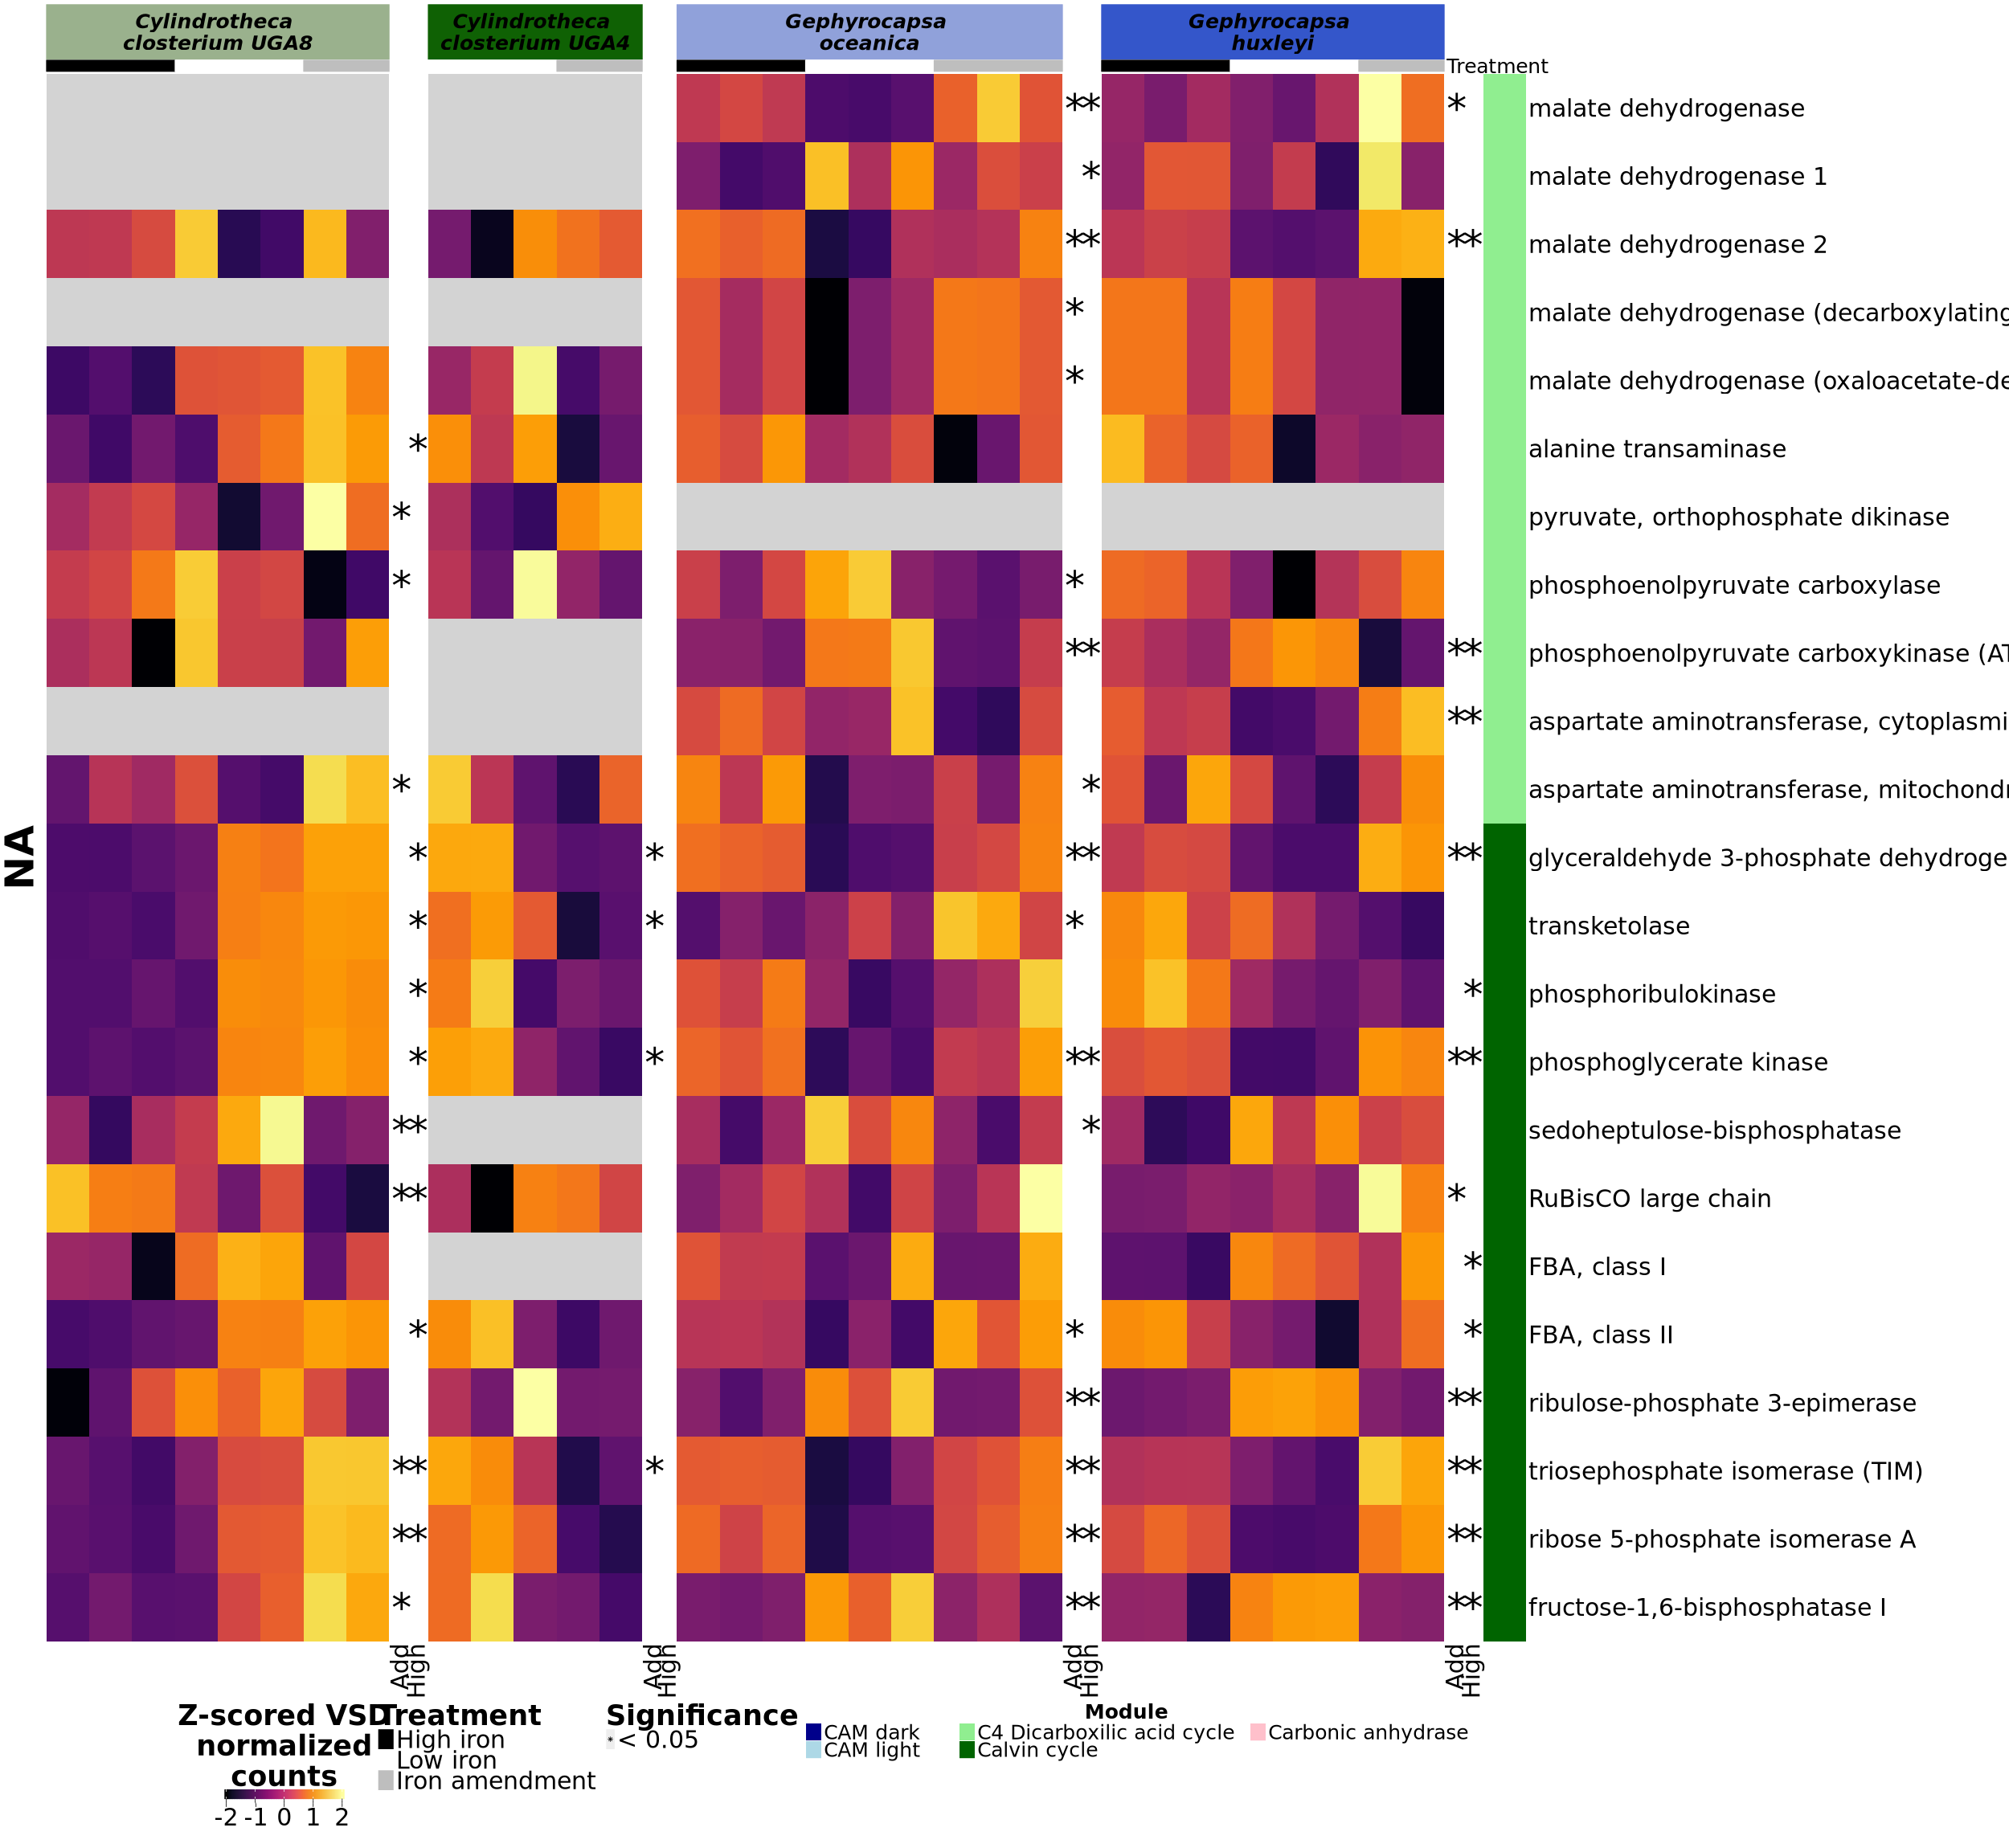 Cylindrotheca
closterium UGA8
Cylindrotheca
closterium UGA4
Gephyrocapsa
oceanica
Gephyrocapsa
huxleyi
Treatment
** * malate dehydrogenase
* malate dehydrogenase 1
** ** malate dehydrogenase 2
* malate dehydrogenase (decarboxylating
* malate dehydrogenase (oxaloacetate-de
* alanine transaminase
* pyruvate, orthophosphate dikinase
* * phosphoenolpyruvate carboxylase
** ** phosphoenolpyruvate carboxykinase (AT
** aspartate aminotransferase, cytoplasmi
* * aspartate aminotransferase, mitochond
NA
* * ** ** glyceraldehyde 3-phosphate dehydroge
* * * transketolase
* * phosphoribulokinase
* * ** ** phosphoglycerate kinase
** * sedoheptulose-bisphosphatase
** * RuBisCO large chain
* FBA, class I
* * * FBA, class II
** ** ribulose-phosphate 3-epimerase
** * ** ** triosephosphate isomerase (TIM)
** ** ** ribose 5-phosphate isomerase A
* ** ** fructose-1,6-bisphosphatase I
Add High
Add High
Add High
Add High
Z-scored VSD
normalized
counts
-2 -1 0 1 2
Treatment
High iron
Low iron
Iron amendment
Significance
* < 0.05
Module
CAM dark
CAM light
C4 Dicarboxilic acid cycle
Calvin cycle
Carbonic anhydrase